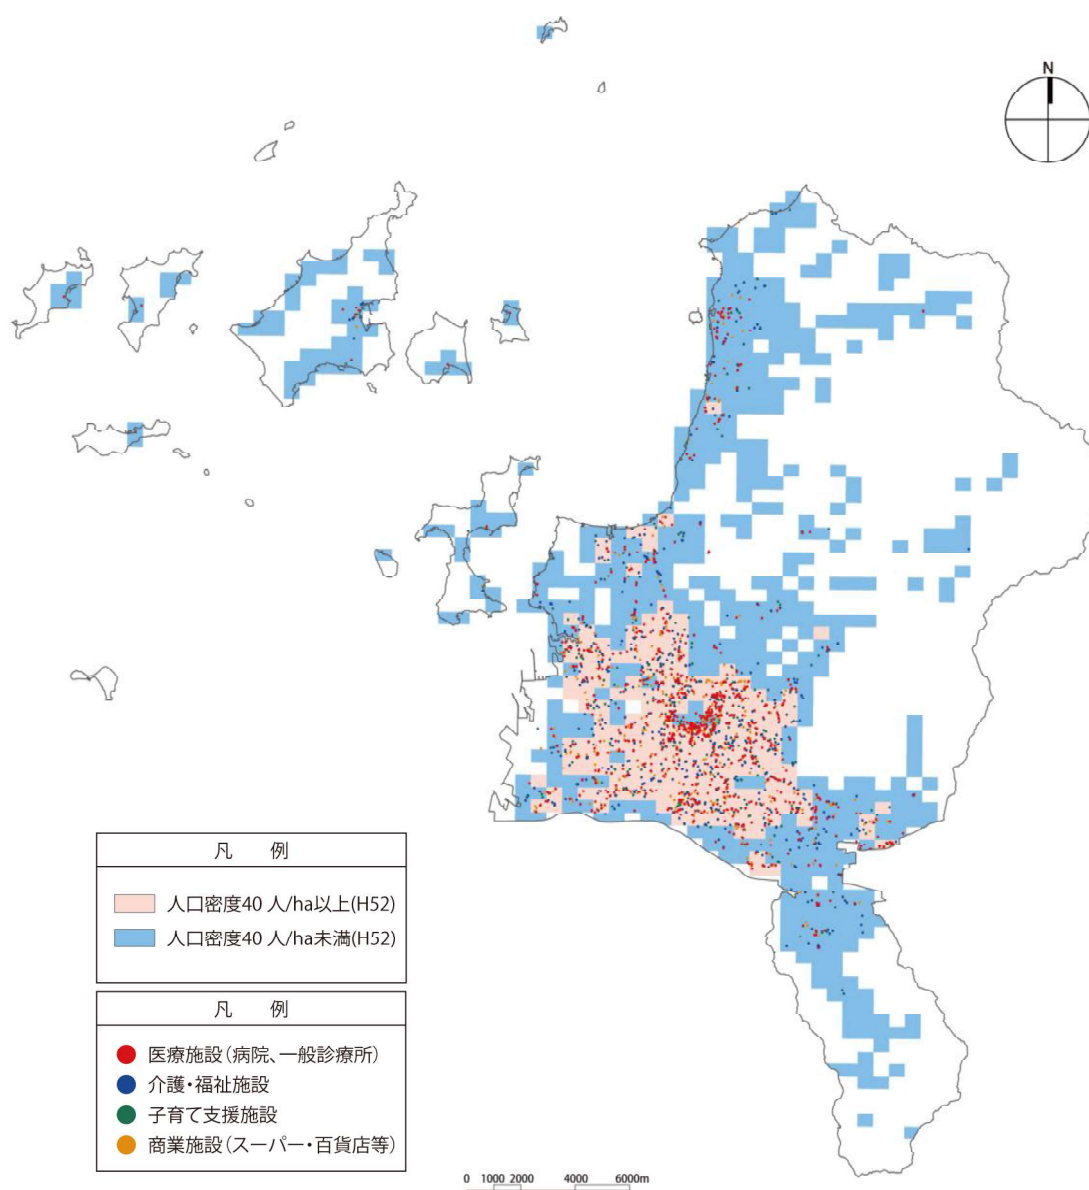 N
凡 例
人口密度40 人/ha以上(H52)
人口密度40 人/ha未満(H52)
凡 例
医療施設(病院、一般診療所)
介護・福祉施設
子育て支援施設
商業施設(スーパー・百貨店等)
0 1000 2000 4000 6000m